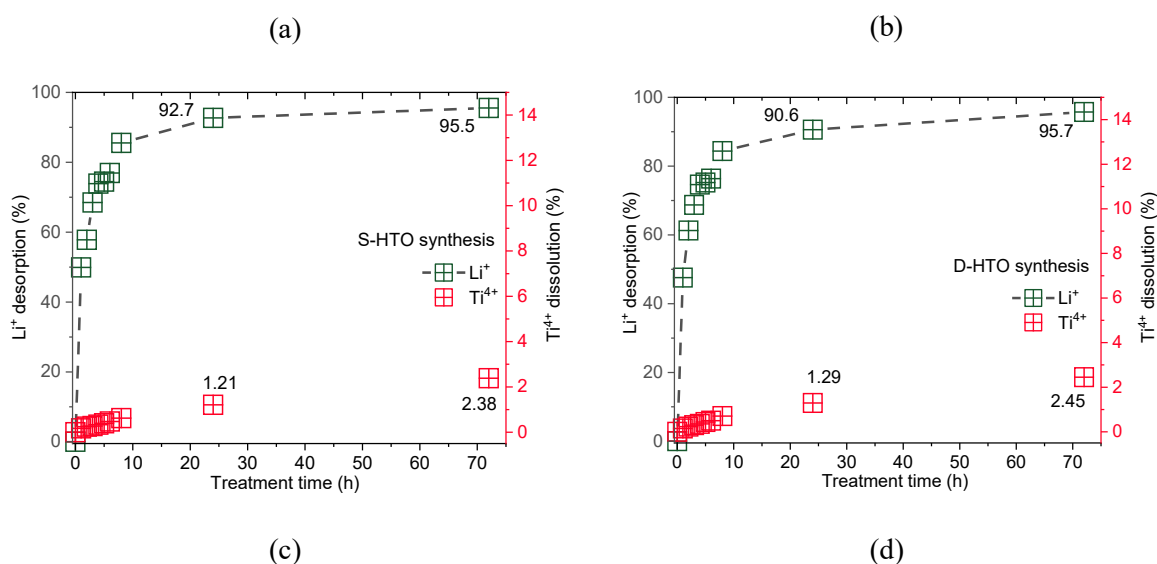 (a)
(b)
100
80
60
40
20
0
Li⁺ desorption (%)
92.7
95.5
S-HTO synthesis
Li⁺
Ti⁴⁺
1.21
2.38
14
12
10
8
6
4
2
0
Ti⁴⁺ dissolution (%)
0 10 20 30 40 50 60 70
Treatment time (h)
100
80
60
40
20
0
Li⁺ desorption (%)
90.6
95.7
D-HTO synthesis
Li⁺
Ti⁴⁺
1.29
2.45
14
12
10
8
6
4
2
0
Ti⁴⁺ dissolution (%)
0 10 20 30 40 50 60 70
Treatment time (h)
(c)
(d)